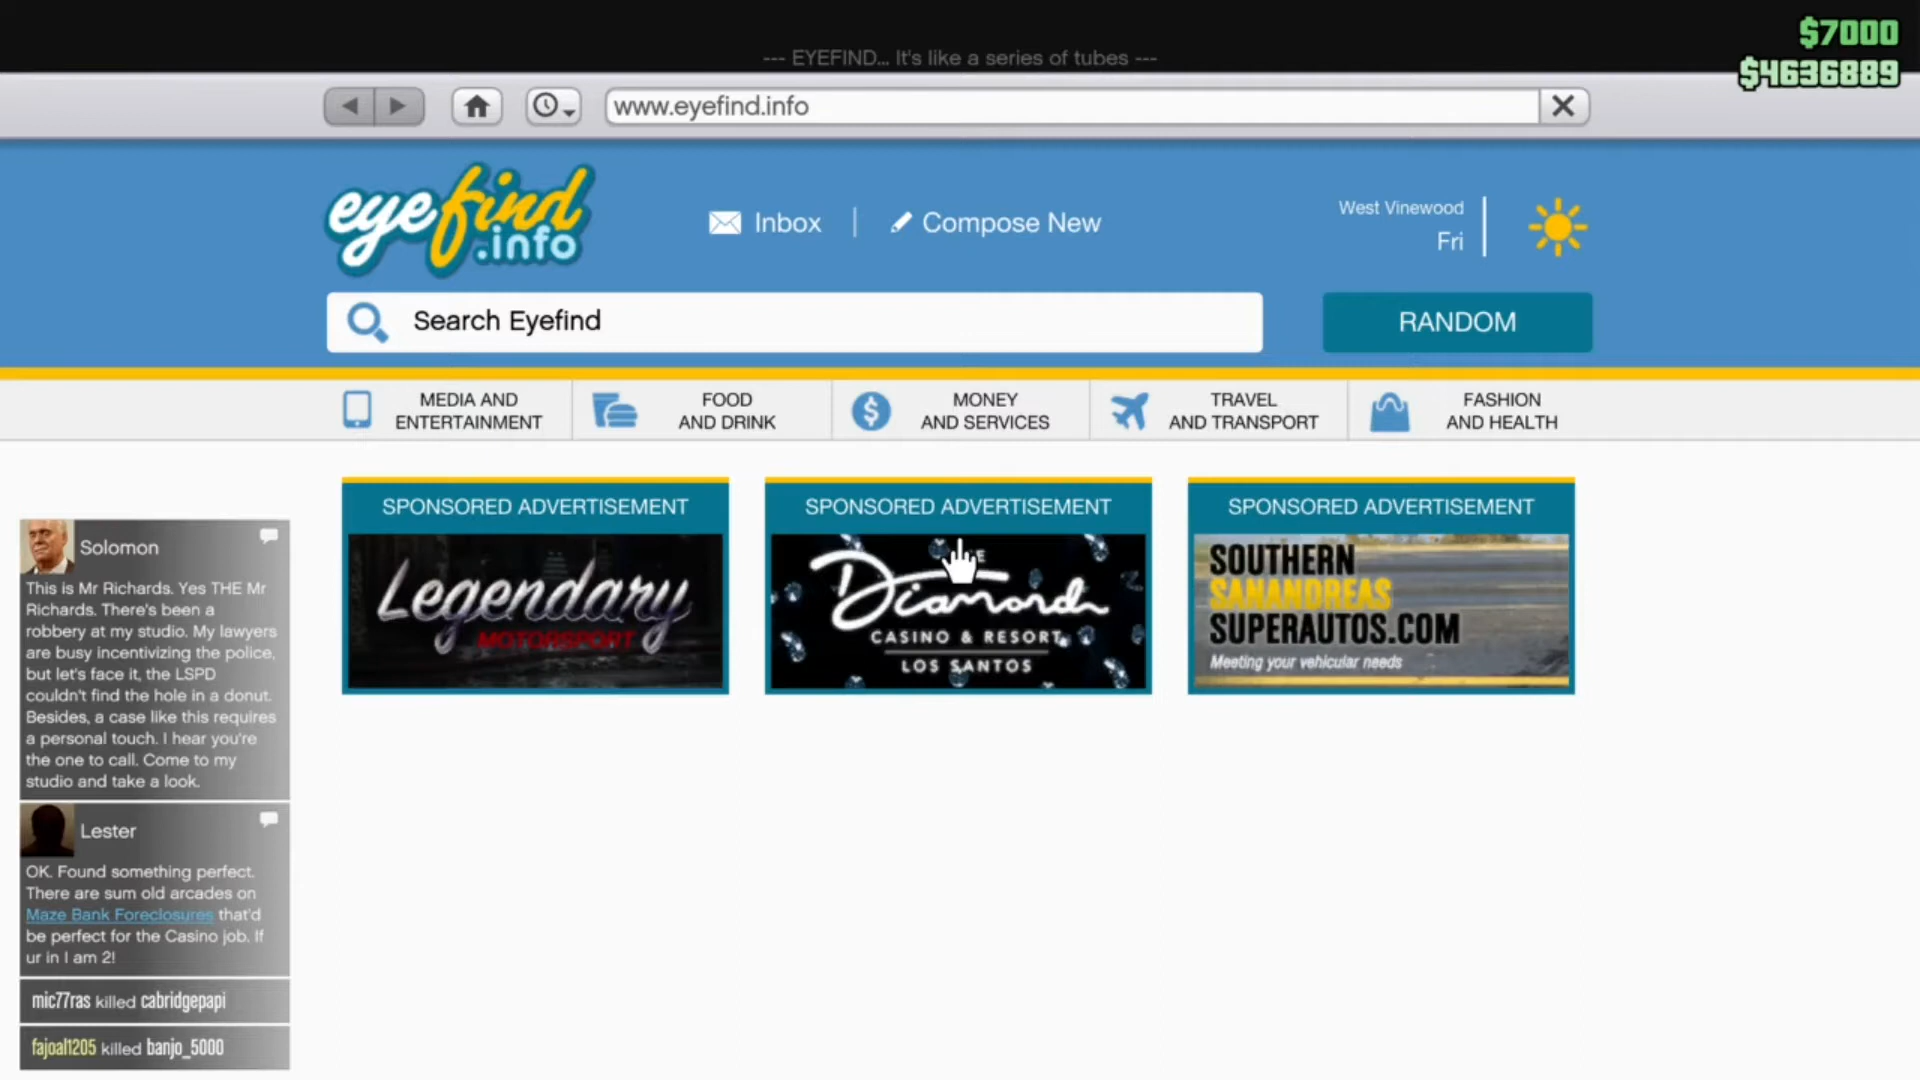 $7000
--- EYEFIND... It's like a series of tubes ---
$4636889
www.eyefind.info
eyefind
.info
Inbox
Compose New
West Vinewood
Fri
Search Eyefind
RANDOM
MEDIA AND
ENTERTAINMENT
FOOD
AND DRINK
MONEY
AND SERVICES
TRAVEL
AND TRANSPORT
FASHION
AND HEALTH
SPONSORED ADVERTISEMENT
Legendary
MOTORSPORT
SPONSORED ADVERTISEMENT
Diamond
CASINO & RESORT
LOS SANTOS
SPONSORED ADVERTISEMENT
SOUTHERN
SANANDREAS
SUPERAUTOS.COM
Meeting your vehicular needs
Solomon
This is Mr Richards. Yes THE Mr
Richards. There's been a
robbery at my studio. My lawyers
are busy incentivizing the police,
but let's face it, the LSPD
couldn't find the hole in a donut.
Besides, a case like this requires
a personal touch. I hear you're
the one to call. Come to my
studio and take a look.
Lester
OK. Found something perfect.
There are sum old arcades on
Maze Bank Foreclosures that'd
be perfect for the Casino job. If
ur in I am 2!
mic77ras killed cabridgepapi
fajoal1205 killed banjo_5000